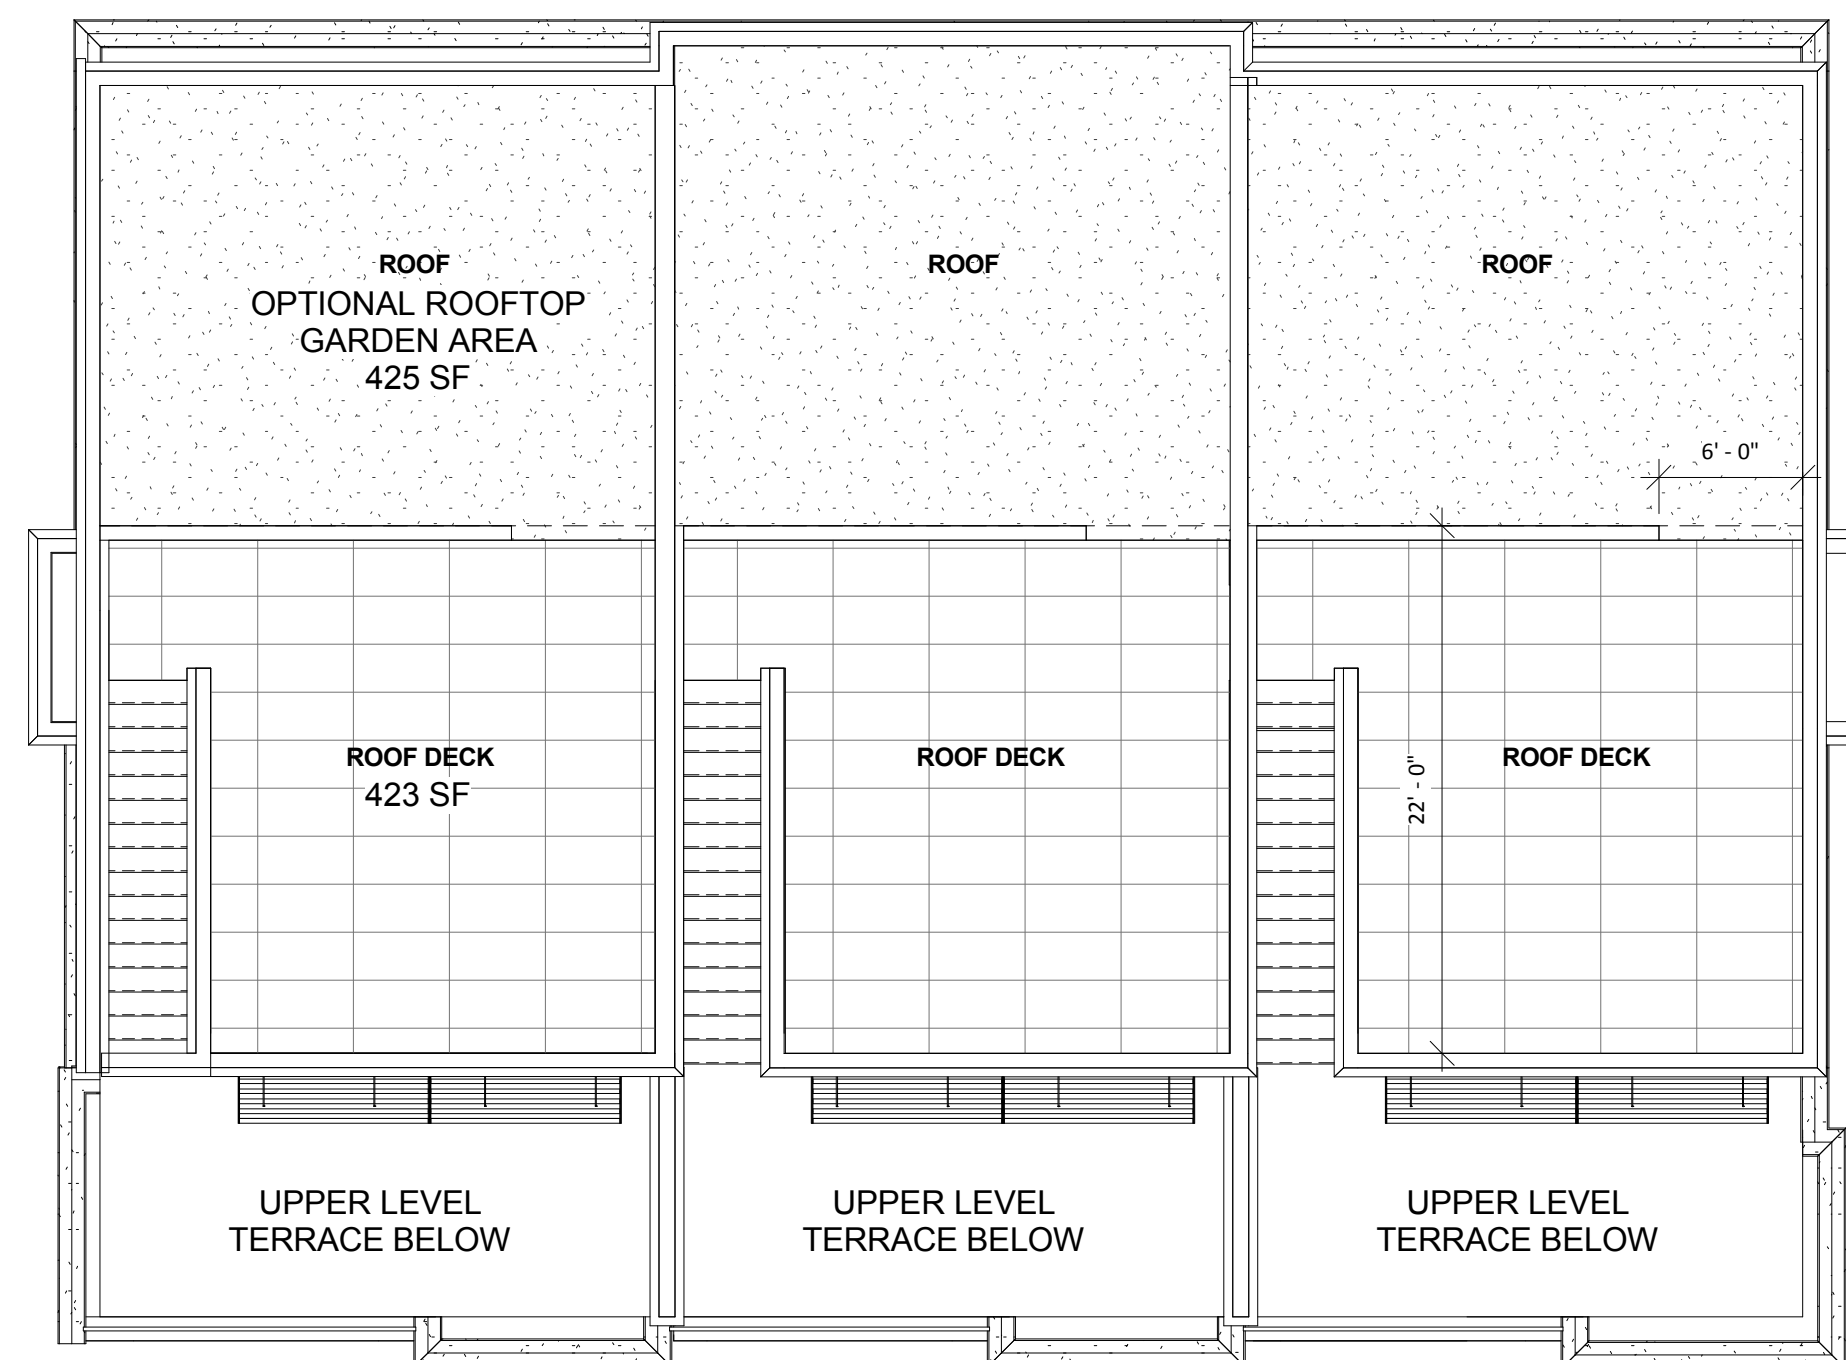 ROOF
OPTIONAL ROOFTOP
GARDEN AREA
425 SF
ROOF
ROOF
6' - 0"
ROOF DECK
423 SF
ROOF DECK
22' - 0"
ROOF DECK
UPPER LEVEL
TERRACE BELOW
UPPER LEVEL
TERRACE BELOW
UPPER LEVEL
TERRACE BELOW